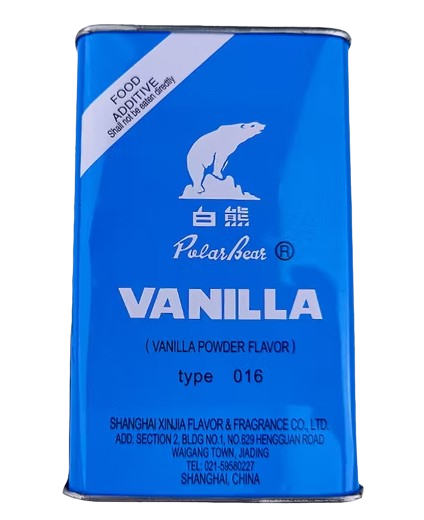 FOOD
ADDITIVE
Shall not be eaten directly
白熊
Polar Bear ®
VANILLA
( VANILLA POWDER FLAVOR )
type 016
SHANGHAI XINJIA FLAVOR & FRAGRANCE CO., LTD.
ADD. SECTION 2, BLDG NO.1, NO.629 HENGGUAN ROAD
WAIGANG TOWN, JIADING
TEL: 021-59580227
SHANGHAI, CHINA